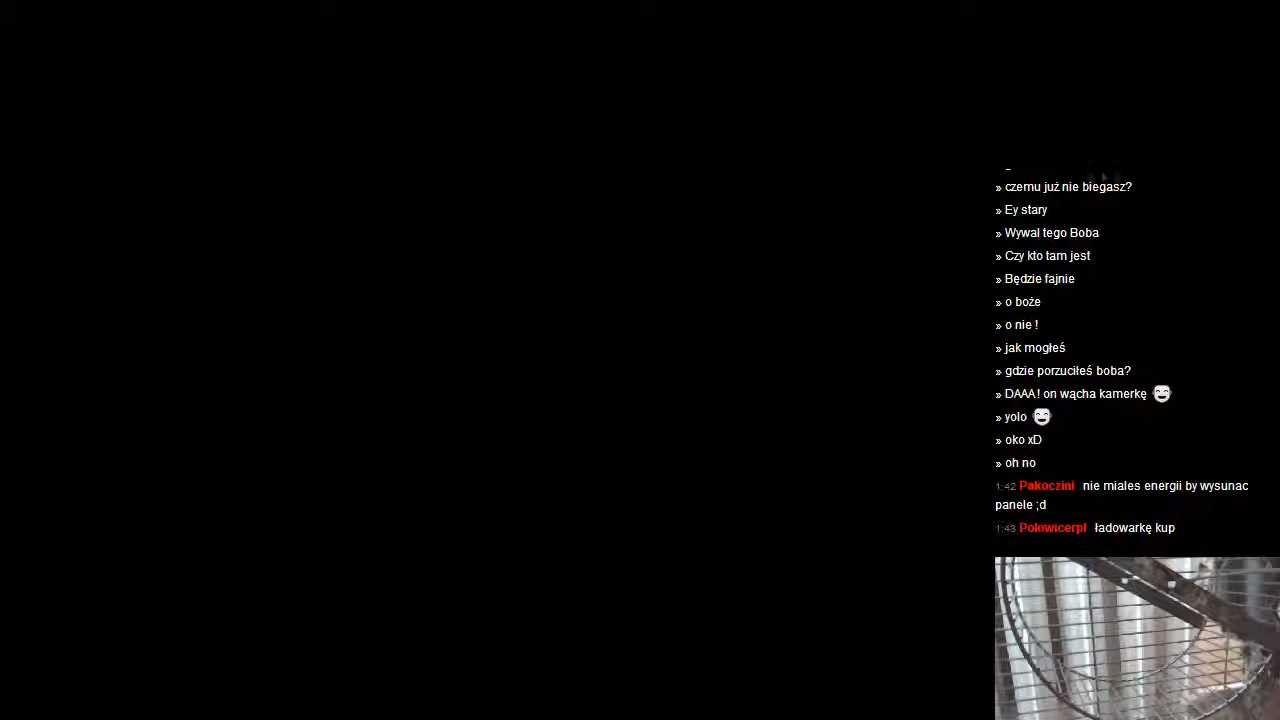 » czemu już nie biegasz?
» Ey stary
» Wywal tego Boba
» Czy kto tam jest
» Będzie fajnie
» o boże
» o nie !
» jak mogłeś
» gdzie porzuciłeś boba?
» DAAA! on wącha kamerkę
» yolo
» oko xD
» oh no
1:42 Pakoczini nie miales energii by wysunac
panele ;d
1:43 Polowicerpl ładowarkę kup